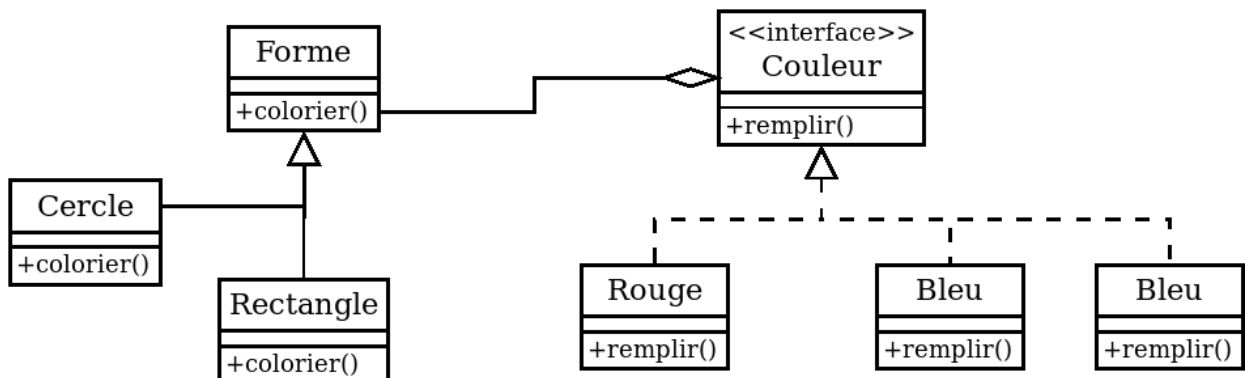 Forme
+colorier()
<<interface>>
Couleur
+remplir()
Cercle
+colorier()
Rectangle
+colorier()
Rouge
+remplir()
Bleu
+remplir()
Bleu
+remplir()